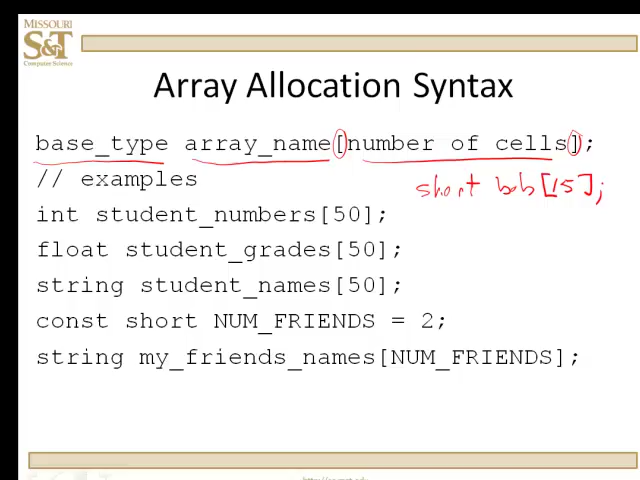 MISSOURI
S&T
Computer Science
Array Allocation Syntax
base_type array_name[number of cells];
// examples
short bob[15];
int student_numbers[50];
float student_grades[50];
string student_names[50];
const short NUM_FRIENDS = 2;
string my_friends_names[NUM_FRIENDS];